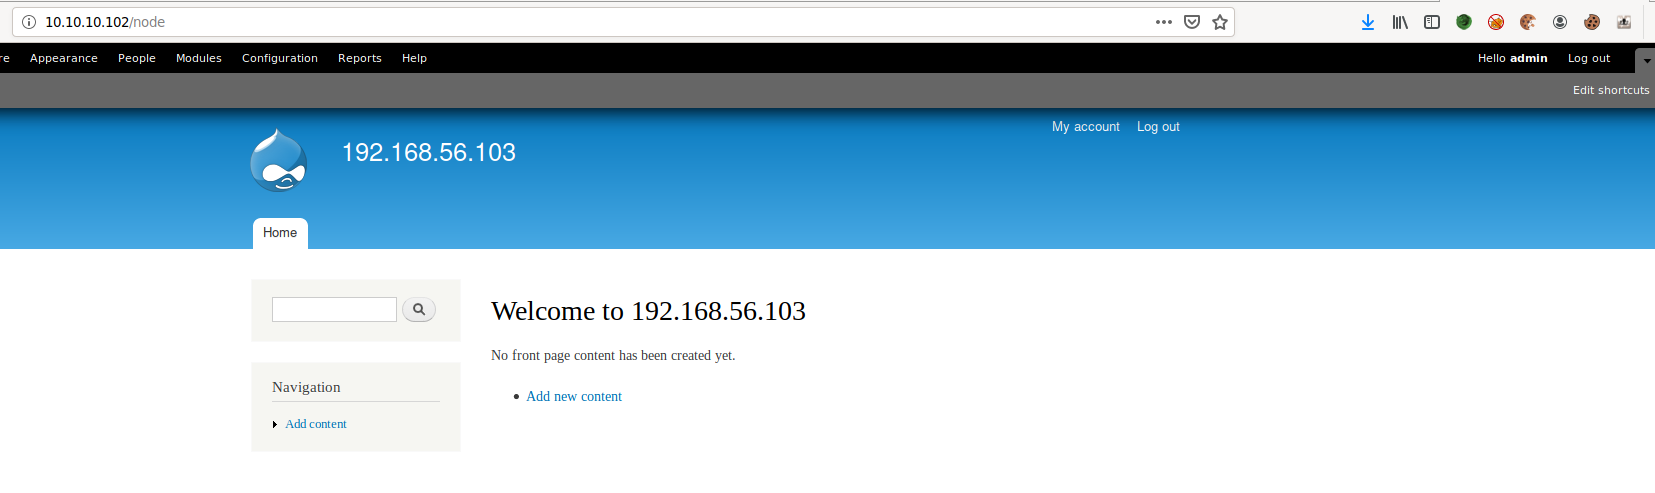 10.10.10.102/node
re Appearance People Modules Configuration Reports Help Hello admin Log out
Edit shortcuts
My account Log out
192.168.56.103
Home
Welcome to 192.168.56.103
No front page content has been created yet.
Navigation
Add new content
Add content